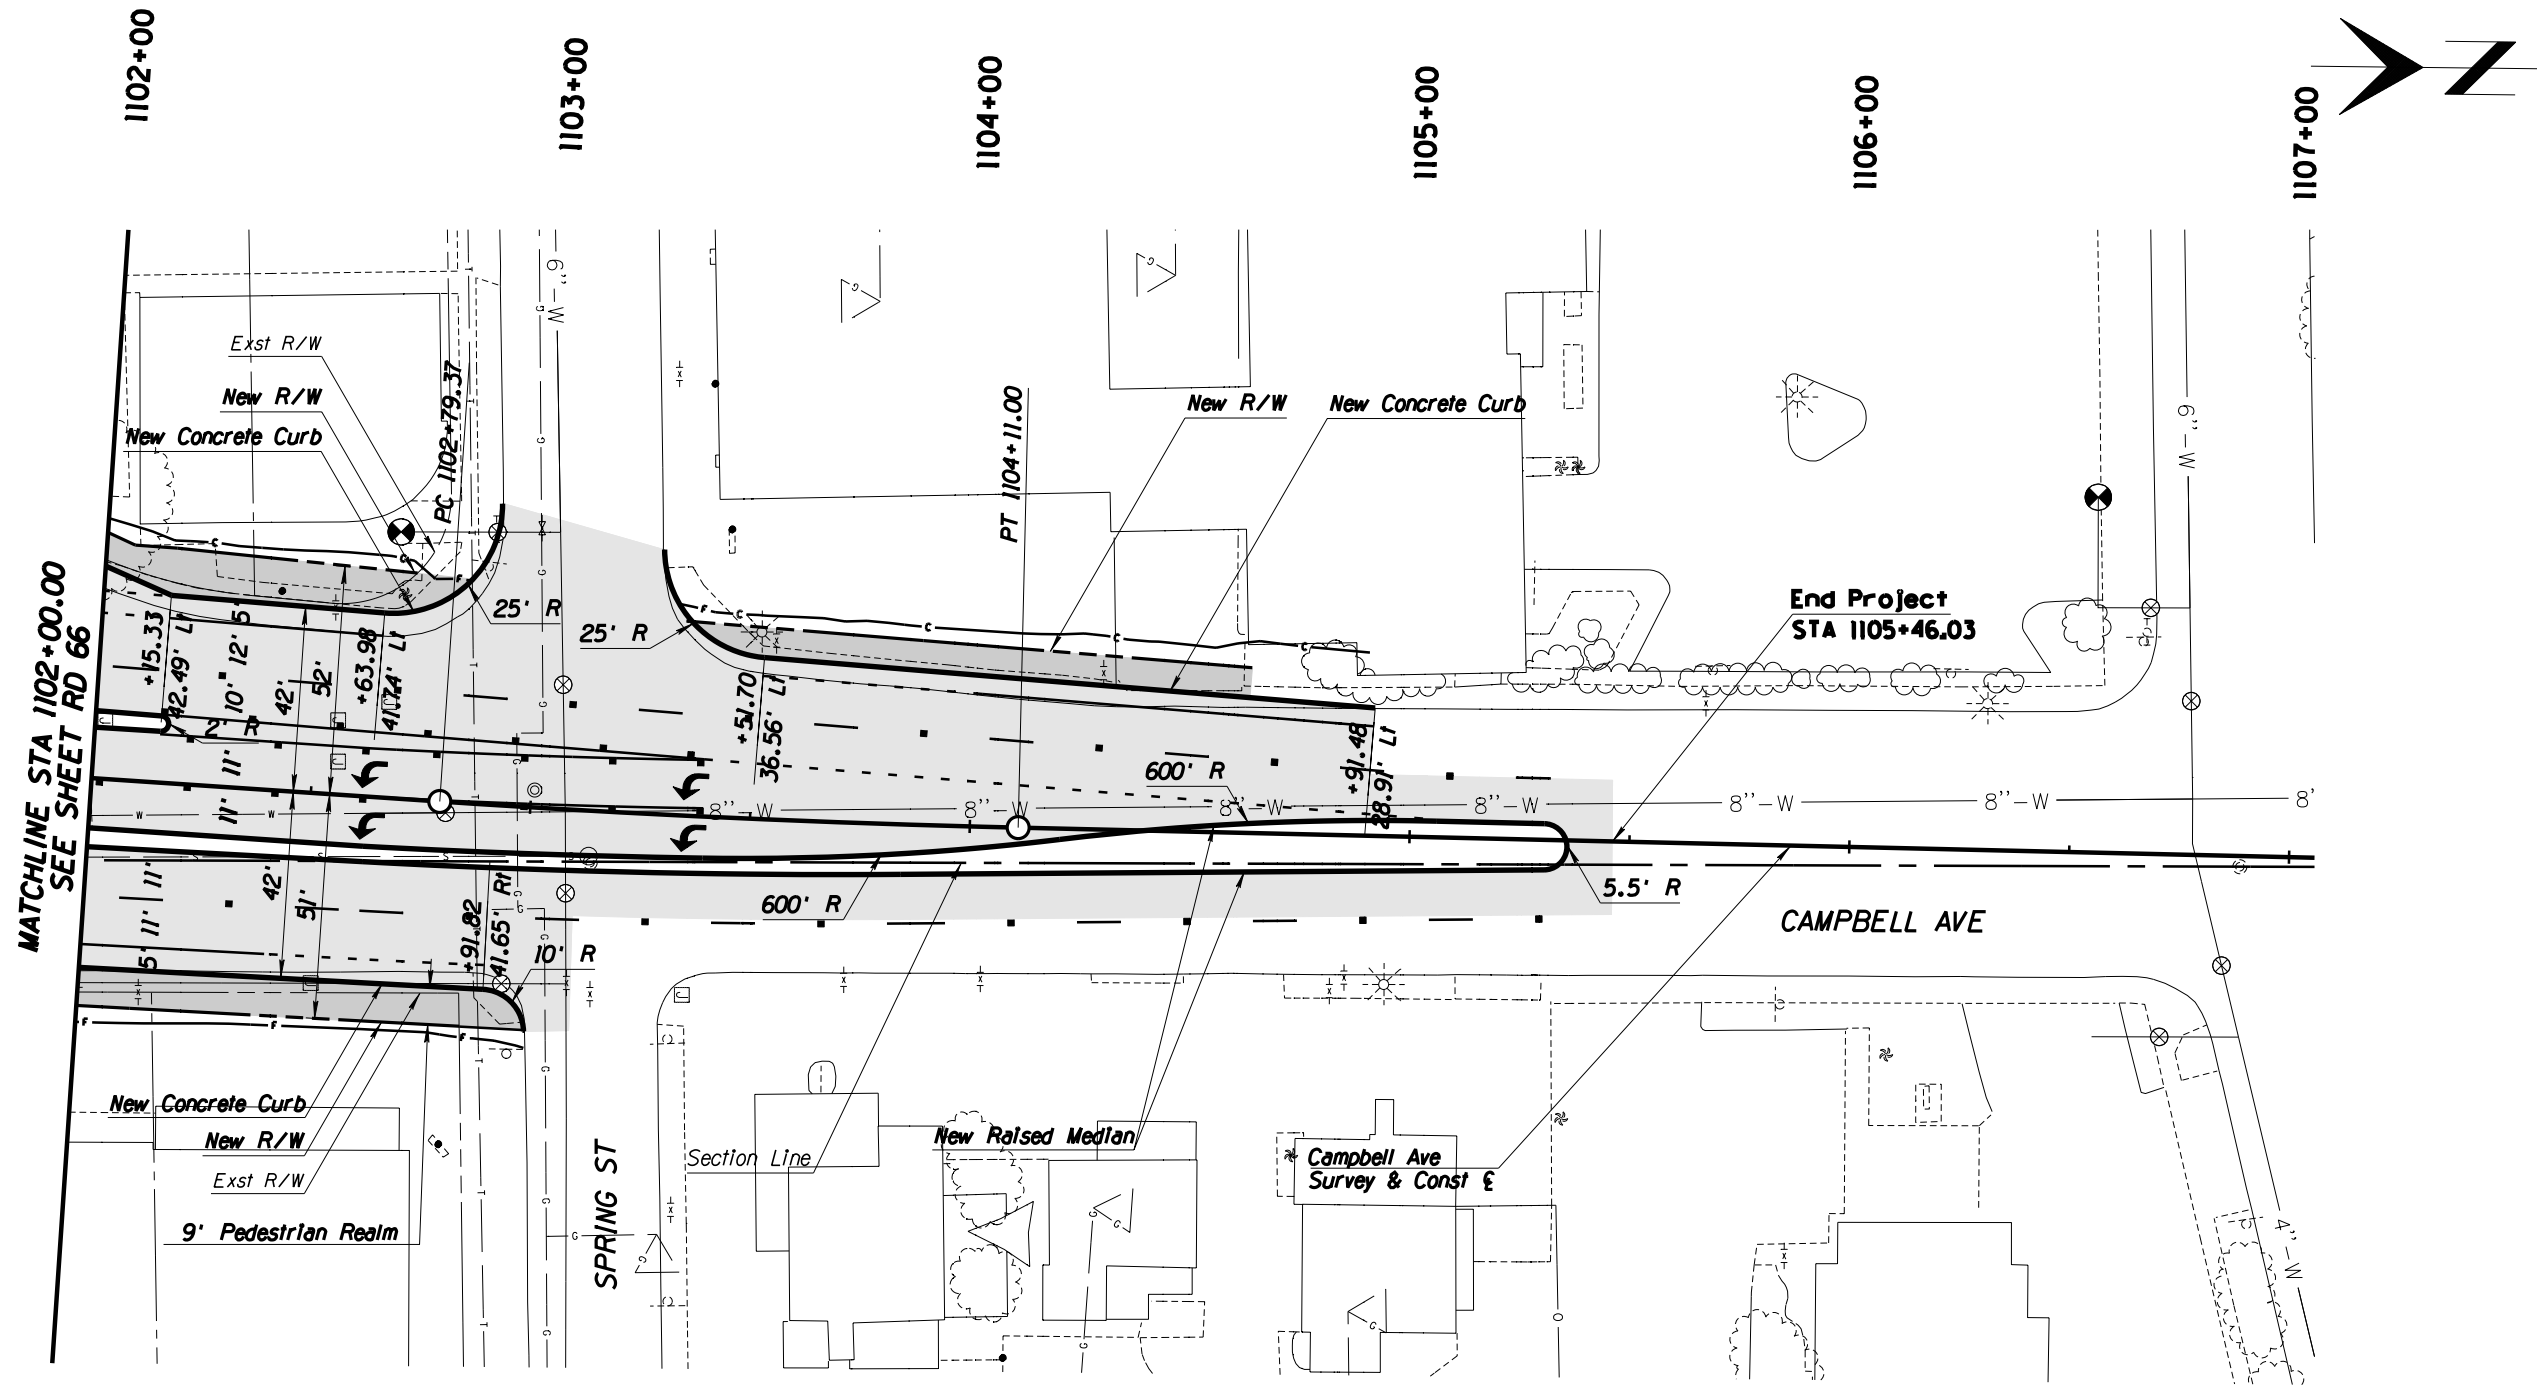 1102+00
1103+00
1104+00
1105+00
1106+00
1107+00
N
MATCHLINE STA 1102+00.00
SEE SHEET RD 66
Exst R/W
New R/W
New Concrete Curb
PC 1102+79.37
PT 1104+11.00
New R/W
New Concrete Curb
6''-W
6''-W
25' R
25' R
+15.33
42.49' Lt
2' R
5'
12'
10'
11'
11'
42'
52'
+63.98
41.74' Lt
+51.70
36.56' Lt
600' R
+91.48
28.91' Lt
End Project
STA 1105+46.03
8''-W
8''-W
8''-W
8''-W
8''-W
8''-W
8'
600' R
5.5' R
CAMPBELL AVE
11'
11'
5'
42'
51'
+91.82
41.65' Rt
10' R
New Concrete Curb
New R/W
Exst R/W
9' Pedestrian Realm
SPRING ST
Section Line
New Raised Median
Campbell Ave
Survey & Const ℄
4''-W